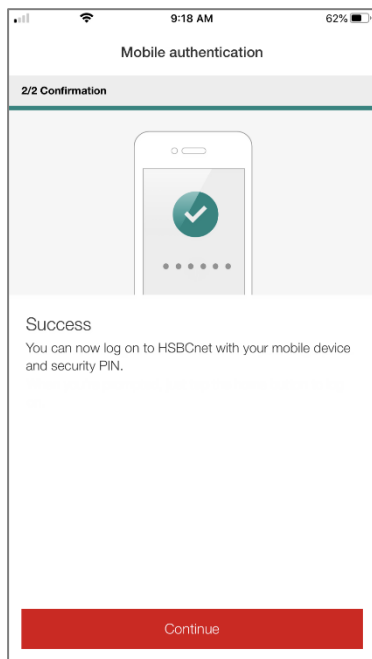 9:18 AM
62%
Mobile authentication
2/2 Confirmation
Success
You can now log on to HSBCnet with your mobile device
and security PIN.
Continue